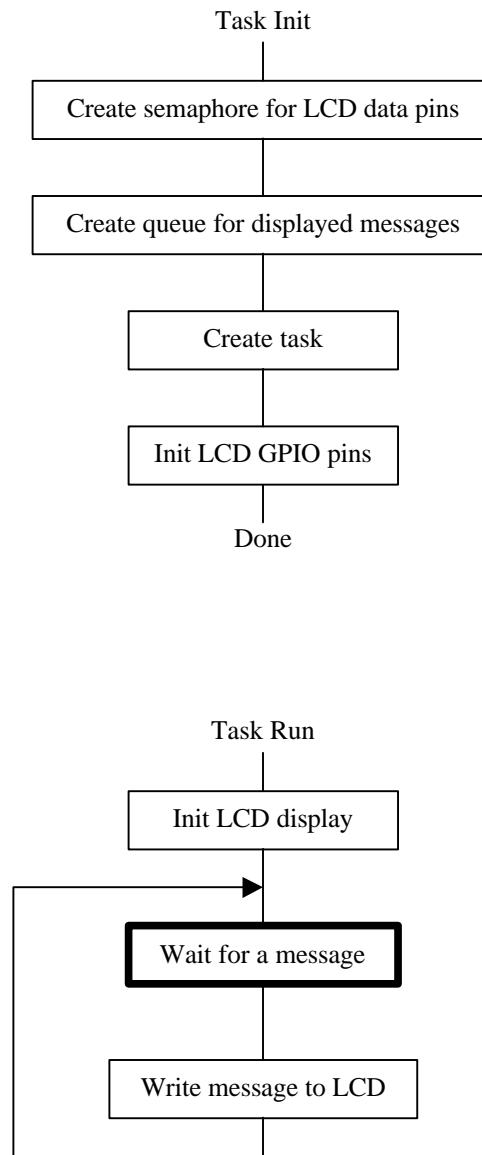 Task Init
Create semaphore for LCD data pins
Create queue for displayed messages
Create task
Init LCD GPIO pins
Done
Task Run
Init LCD display
Wait for a message
Write message to LCD